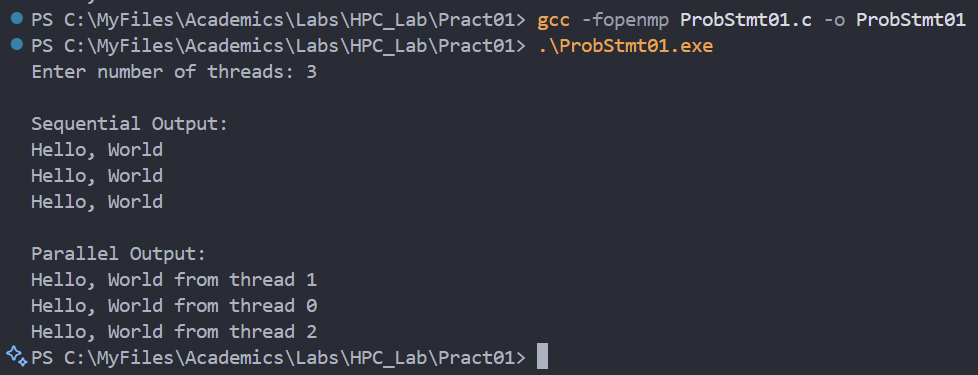 PS C:\MyFiles\Academics\Labs\HPC_Lab\Pract01> gcc -fopenmp ProbStmt01.c -o ProbStmt01
PS C:\MyFiles\Academics\Labs\HPC_Lab\Pract01> .\ProbStmt01.exe
Enter number of threads: 3
Sequential Output:
Hello, World
Hello, World
Hello, World
Parallel Output:
Hello, World from thread 1
Hello, World from thread 0
Hello, World from thread 2
PS C:\MyFiles\Academics\Labs\HPC_Lab\Pract01>